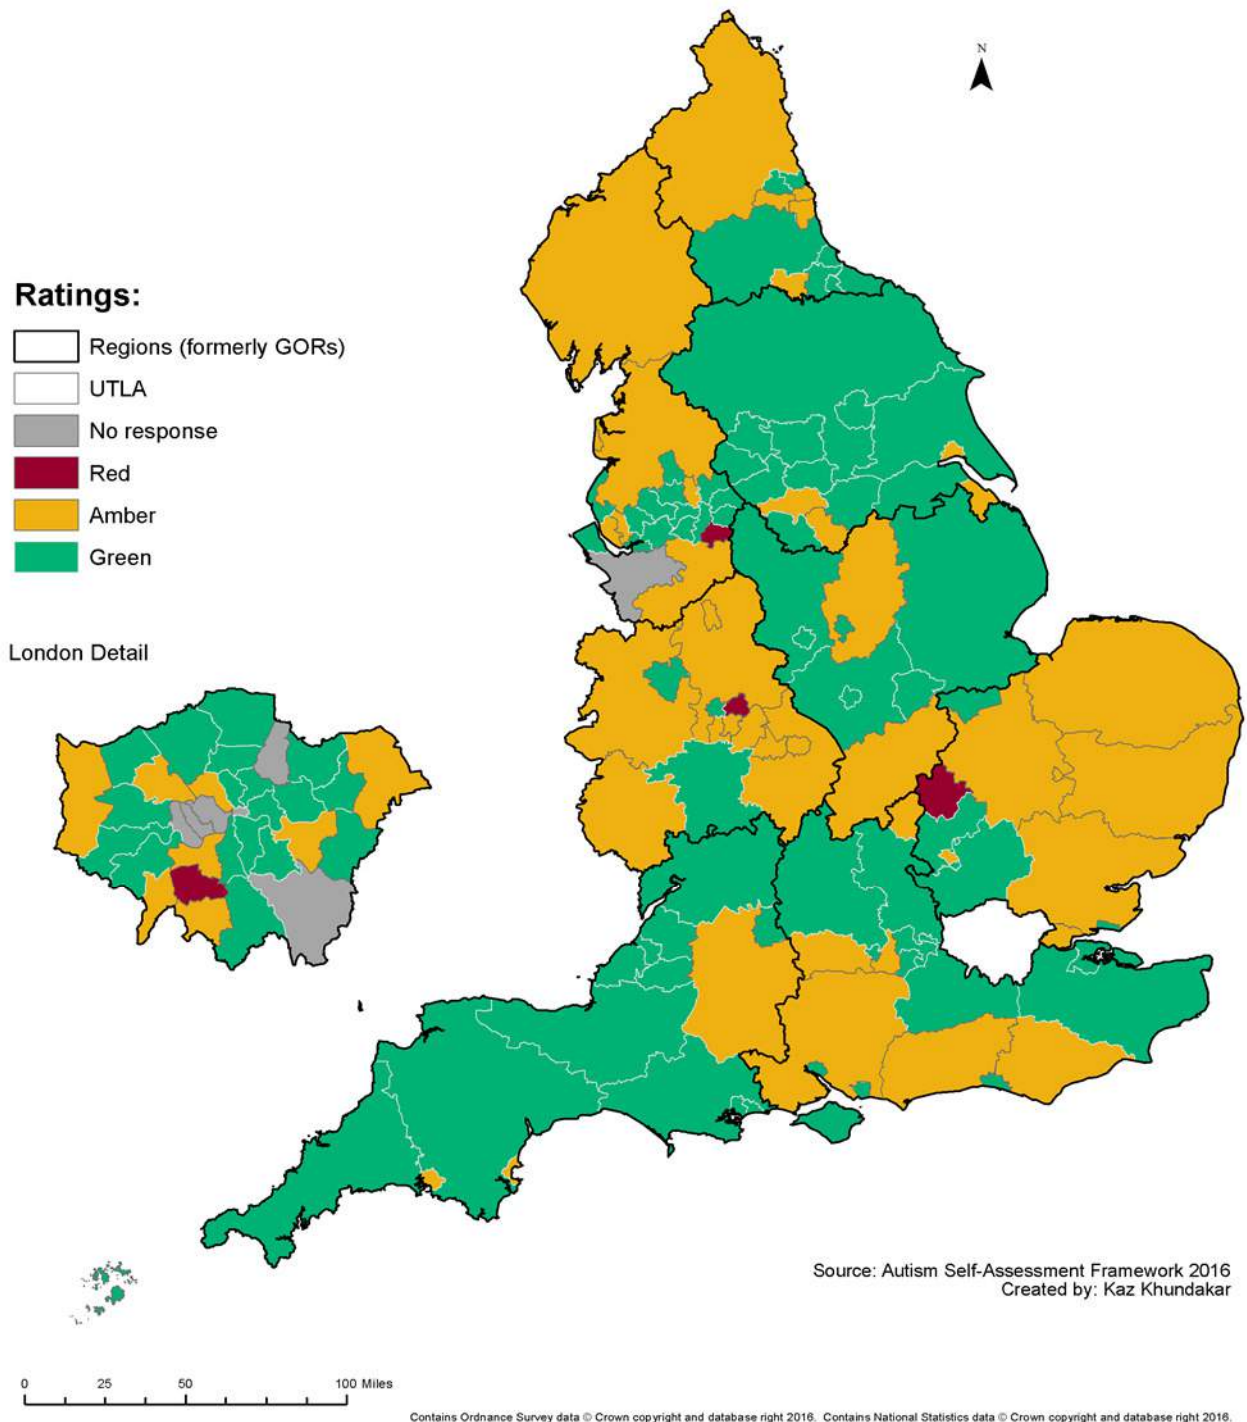 N
Ratings:
Regions (formerly GORs)
UTLA
No response
Red
Amber
Green
London Detail
Source: Autism Self-Assessment Framework 2016
Created by: Kaz Khundakar
0 25 50 100 Miles
Contains Ordnance Survey data © Crown copyright and database right 2016. Contains National Statistics data © Crown copyright and database right 2016.